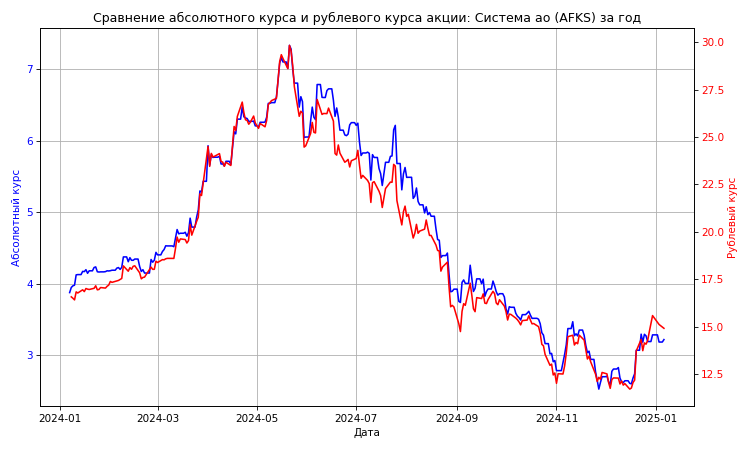 Сравнение абсолютного курса и рублевого курса акции: Система ао (AFKS) за год
Абсолютный курс
7
6
5
4
3
30.0
27.5
25.0
22.5
20.0
17.5
15.0
12.5
Рублевый курс
2024-01 2024-03 2024-05 2024-07 2024-09 2024-11 2025-01
Дата